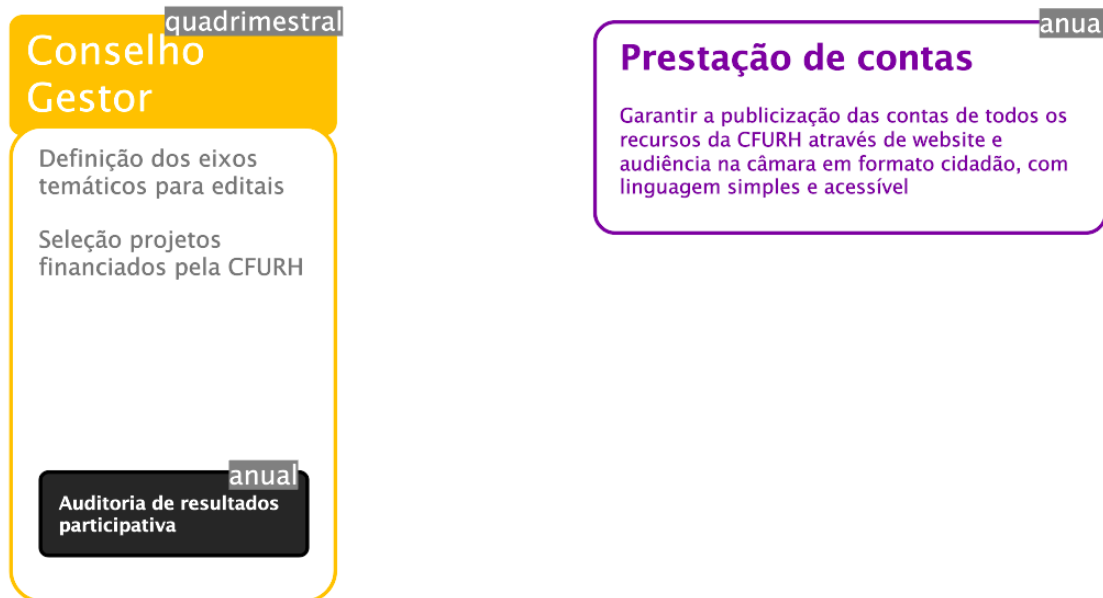 quadrimestral
Conselho
Gestor
Definição dos eixos
temáticos para editais
Seleção projetos
financiados pela CFURH
anual
Auditoria de resultados
participativa
anual
Prestação de contas
Garantir a publicização das contas de todos os
recursos da CFURH através de website e
audiência na câmara em formato cidadão, com
linguagem simples e acessível